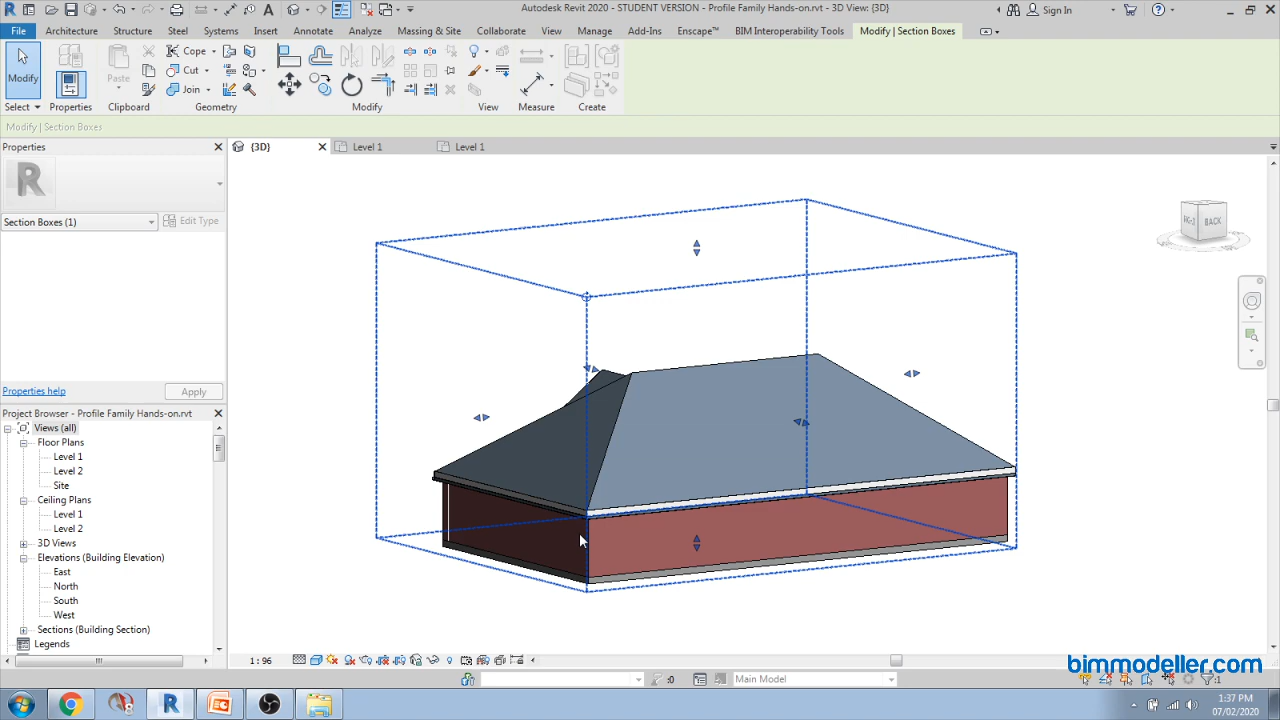 Autodesk Revit 2020 - STUDENT VERSION - Profile Family Hands-on.rvt - 3D View: {3D}
Sign In
File Architecture Structure Steel Systems Insert Annotate Analyze Massing & Site Collaborate View Manage Add-Ins Enscape™ BIM Interoperability Tools Modify | Section Boxes
Modify Paste Cope
Cut
Join
Select Properties Clipboard Geometry Modify View Measure Create
Modify | Section Boxes
Properties
{3D} Level 1 Level 1
R
Section Boxes (1) Edit Type
BACK
Properties help Apply
Project Browser - Profile Family Hands-on.rvt
Views (all)
Floor Plans
Level 1
Level 2
Site
Ceiling Plans
Level 1
Level 2
3D Views
Elevations (Building Elevation)
East
North
South
West
Sections (Building Section)
Legends
1 : 96
bimmodeller.com
:0 Main Model :1
1:37 PM
07/02/2020